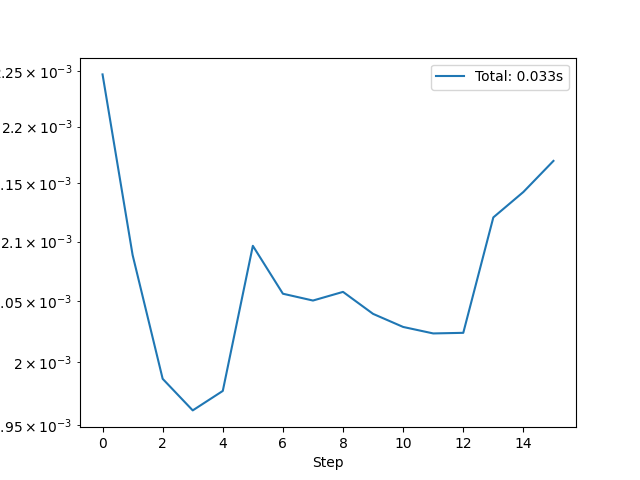 Total: 0.033s
.25 × 10⁻³
2.2 × 10⁻³
.15 × 10⁻³
2.1 × 10⁻³
.05 × 10⁻³
2 × 10⁻³
.95 × 10⁻³
0 2 4 6 8 10 12 14
Step